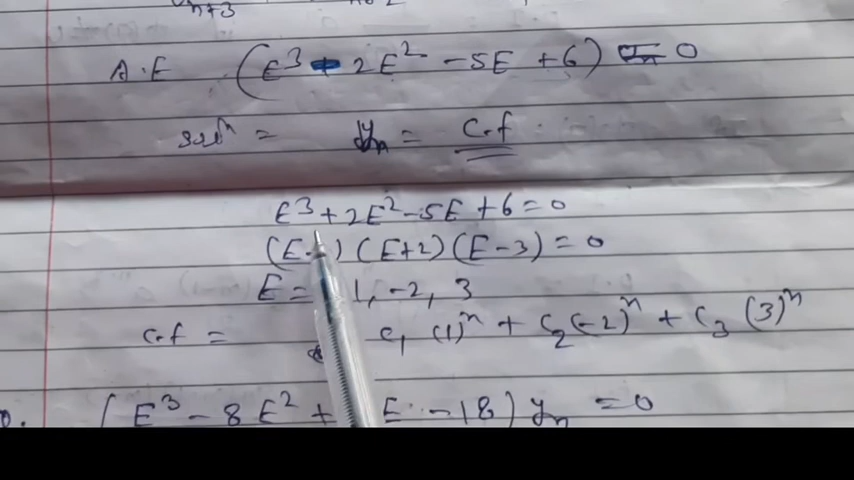 n+3
A.E (E³ - 2E² - 5E + 6) = 0
solⁿ = yₙ = C.f
E³ + 2E² - 5E + 6 = 0
(E- ) (E+2) (E-3) = 0
E = 1, -2, 3
C.f = C₁ (1)ⁿ + C₂ (-2)ⁿ + C₃ (3)ⁿ
(E³ - 8E² + E - 18) yₙ = 0